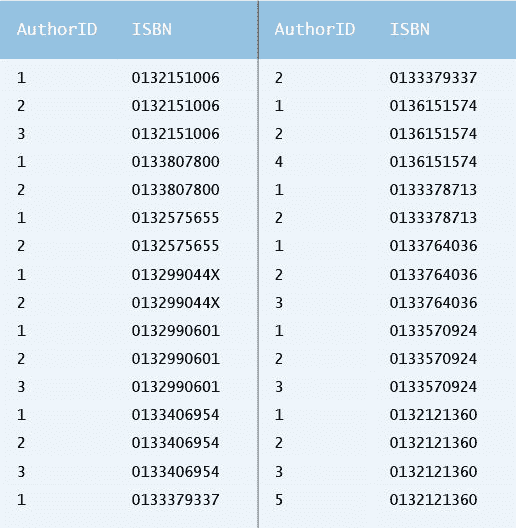 AuthorID ISBN AuthorID ISBN
1 0132151006 2 0133379337
2 0132151006 1 0136151574
3 0132151006 2 0136151574
1 0133807800 4 0136151574
2 0133807800 1 0133378713
1 0132575655 2 0133378713
2 0132575655 1 0133764036
1 013299044X 2 0133764036
2 013299044X 3 0133764036
1 0132990601 1 0133570924
2 0132990601 2 0133570924
3 0132990601 3 0133570924
1 0133406954 1 0132121360
2 0133406954 2 0132121360
3 0133406954 3 0132121360
1 0133379337 5 0132121360